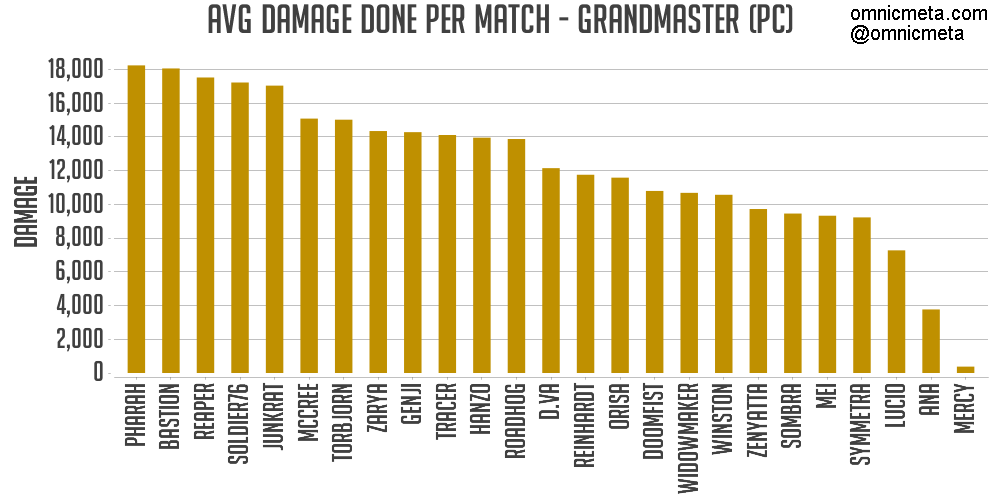 AVG DAMAGE DONE PER MATCH - GRANDMASTER (PC)
omnicmeta.com
@omnicmeta
DAMAGE
18,000
16,000
14,000
12,000
10,000
8,000
6,000
4,000
2,000
0
PHARAH
BASTION
REAPER
SOLDIER76
JUNKRAT
MCCREE
TORBJORN
ZARYA
GENJI
TRACER
HANZO
ROADHOG
D.VA
REINHARDT
ORISA
DOOMFIST
WIDOWMAKER
WINSTON
ZENYATTA
SOMBRA
MEI
SYMMETRA
LUCIO
ANA
MERCY